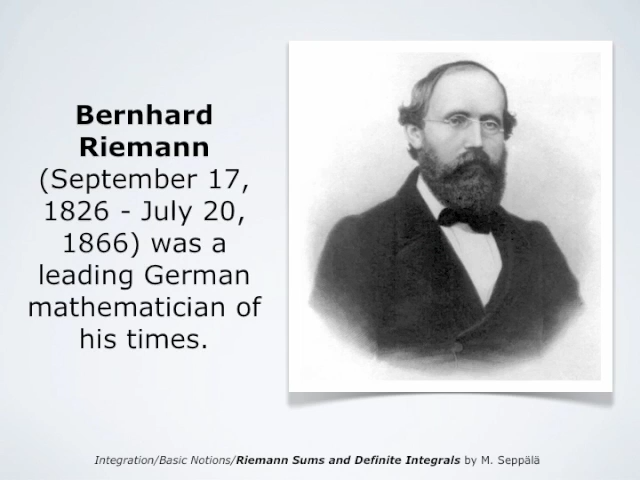 Bernhard
Riemann
(September 17,
1826 - July 20,
1866) was a
leading German
mathematician of
his times.
Integration/Basic Notions/Riemann Sums and Definite Integrals by M. Seppälä